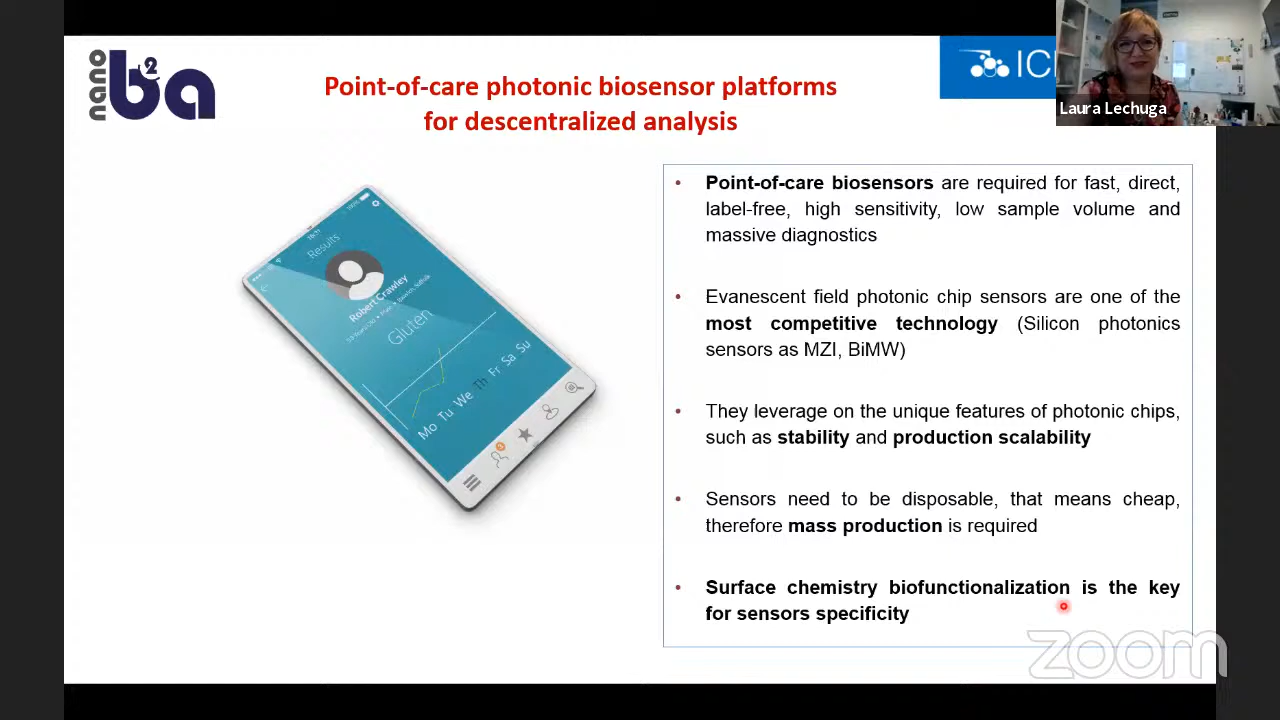 nano
b2a
Point-of-care photonic biosensor platforms
for descentralized analysis
IC
Laura Lechuga
Results
Robert Crawley
Gluten
Mo Tu We Th Fr Sa Su
• Point-of-care biosensors are required for fast, direct,
label-free, high sensitivity, low sample volume and
massive diagnostics
• Evanescent field photonic chip sensors are one of the
most competitive technology (Silicon photonics
sensors as MZI, BiMW)
• They leverage on the unique features of photonic chips,
such as stability and production scalability
• Sensors need to be disposable, that means cheap,
therefore mass production is required
• Surface chemistry biofunctionalization is the key
for sensors specificity
zoom